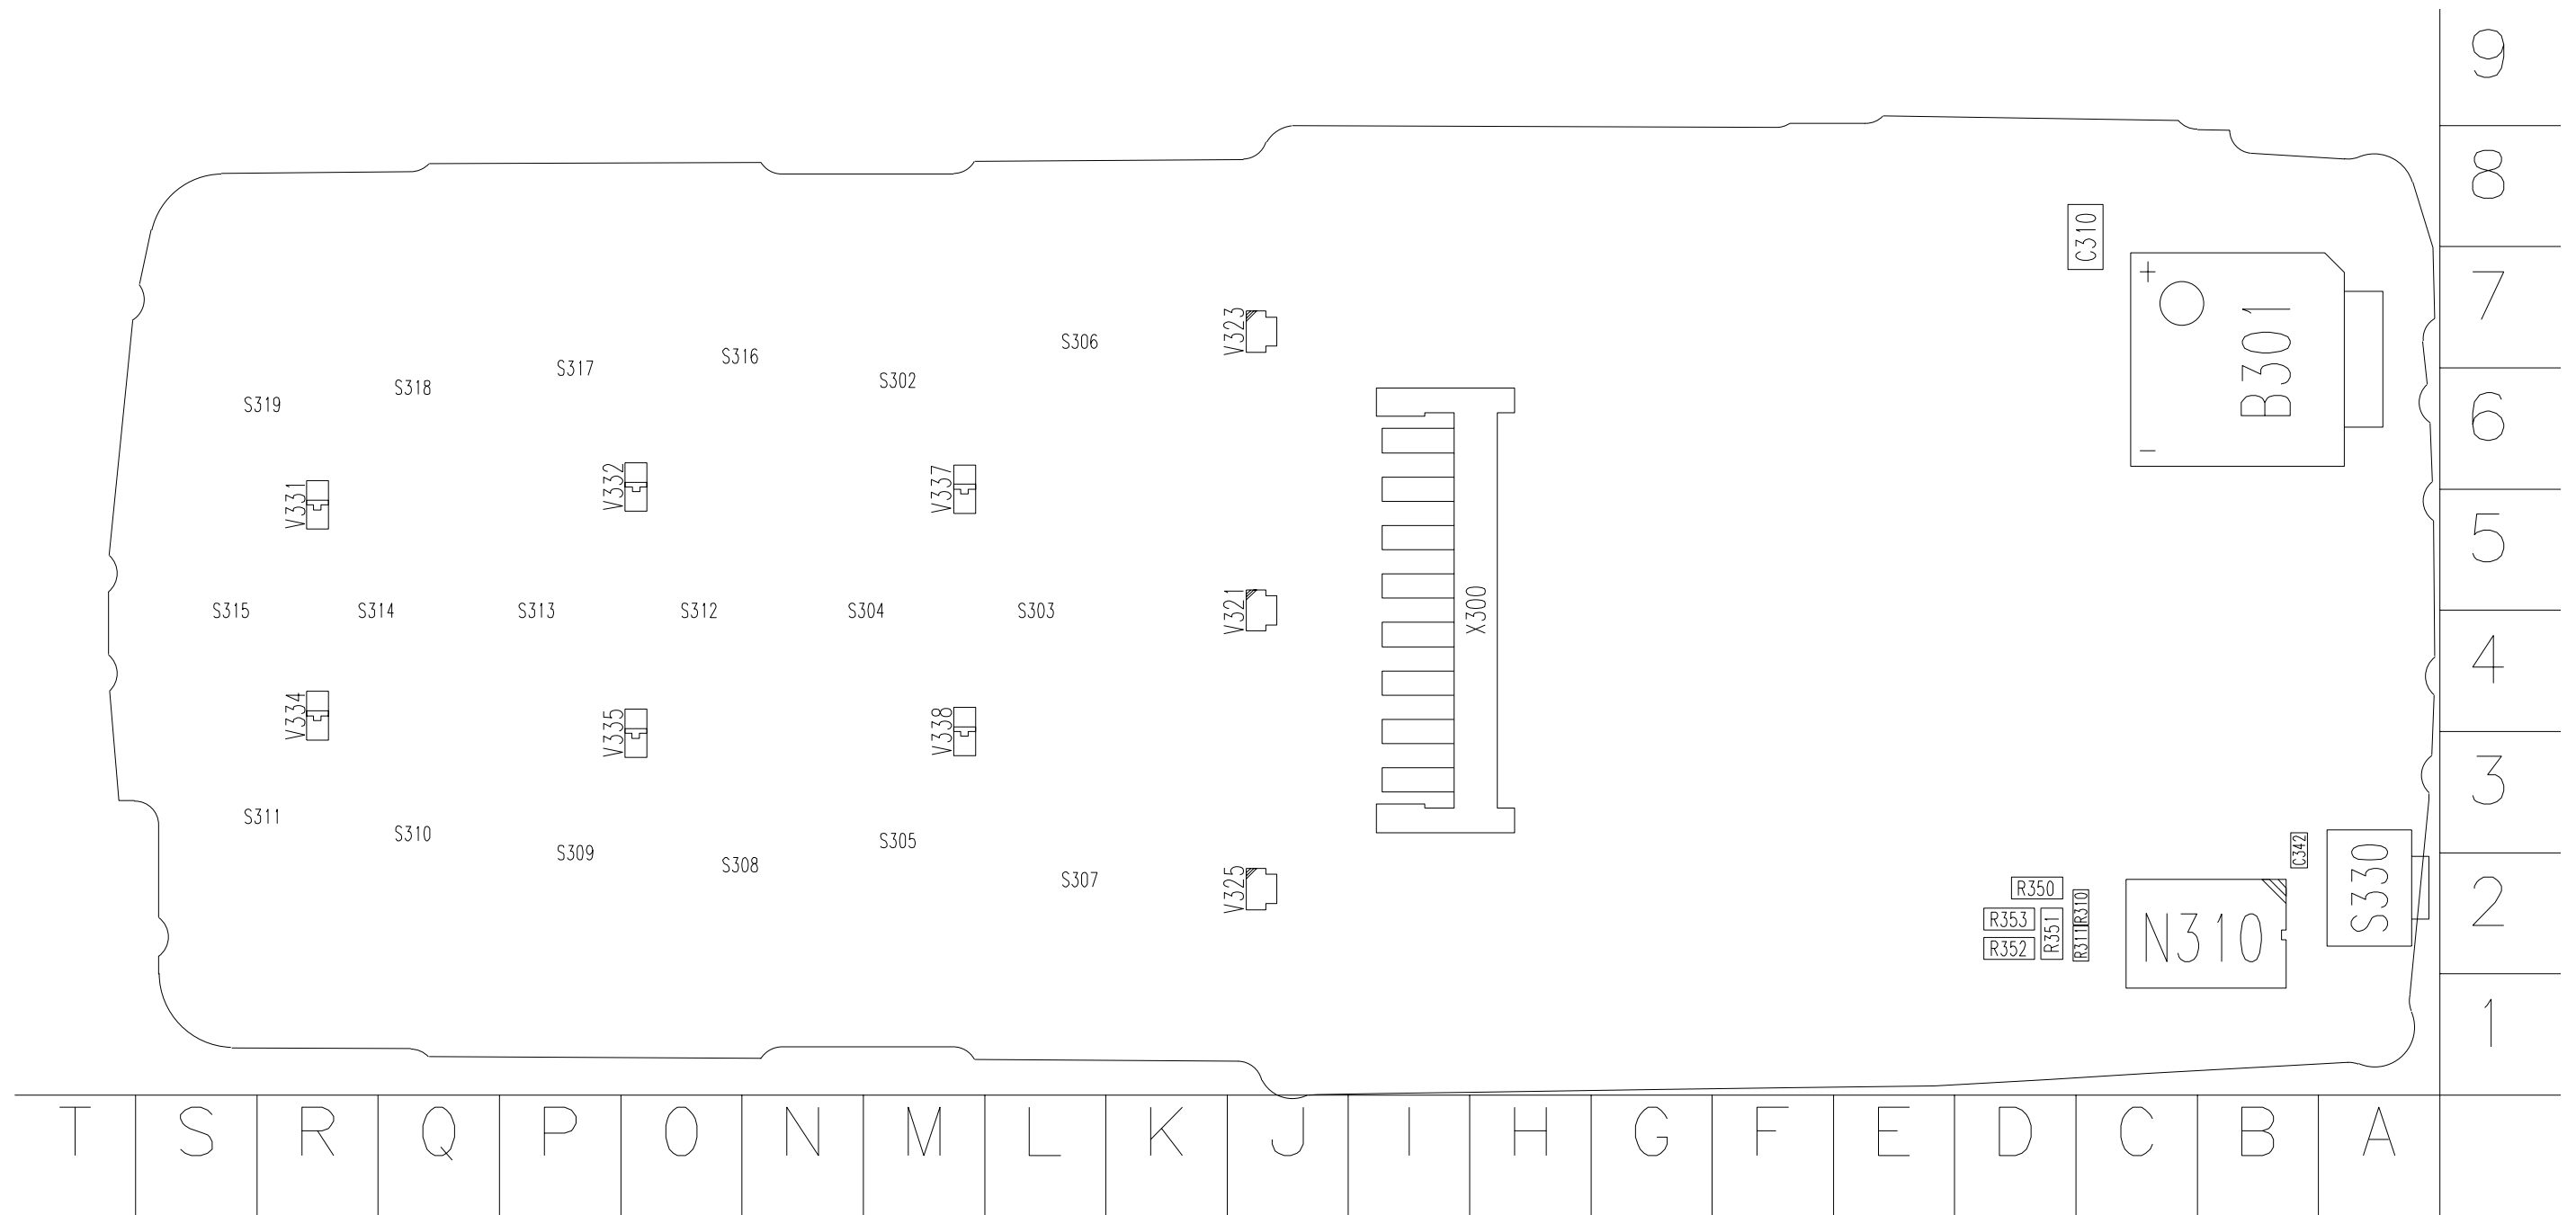 9
8
C310
7
+
V323
S306
B301
S316
S317
S302
S318
S319
6
–
V332
V337
V331
5
X300
V321
S315
S314
S313
S312
S304
S303
4
V334
V335
V338
3
S311
S310
S305
S309
S308
C342
S307
V325
S330
R350
2
R310
R353
R351
N310
R311
R352
1
T S R Q P O N M L K J I H G F E D C B A